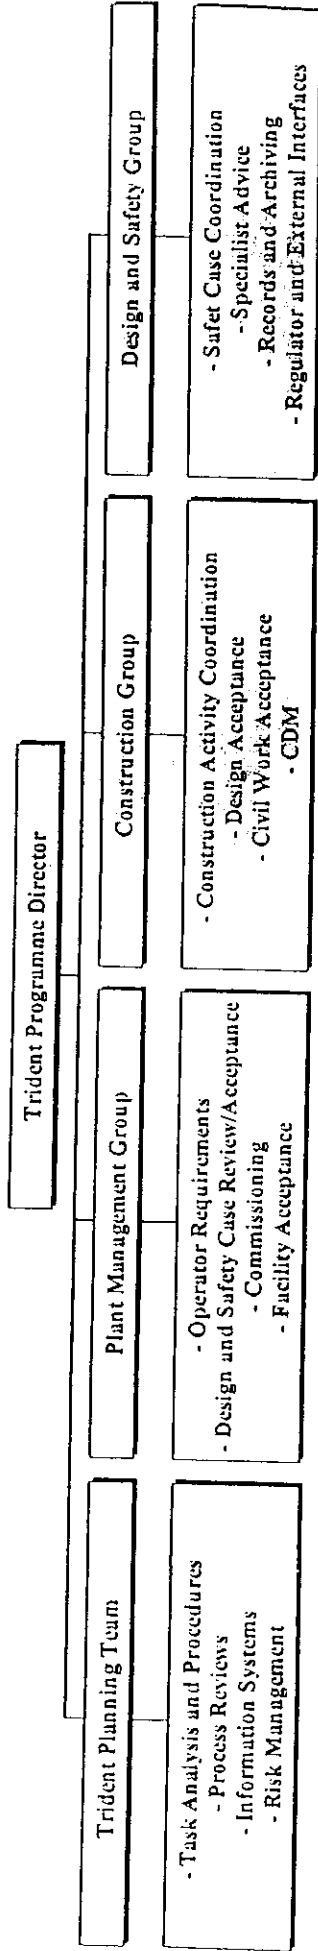 Trident Programme Director
Trident Planning Team
- Task Analysis and Procedures
- Process Reviews
- Information Systems
- Risk Management
Plant Management Group
- Operator Requirements
- Design and Safety Case Review/Acceptance
- Commissioning
- Facility Acceptance
Construction Group
- Construction Activity Coordination
- Design Acceptance
- Civil Work Acceptance
- CDM
Design and Safety Group
- Safet Case Coordination
- Specialist Advice
- Records and Archiving
- Regulator and External Interfaces